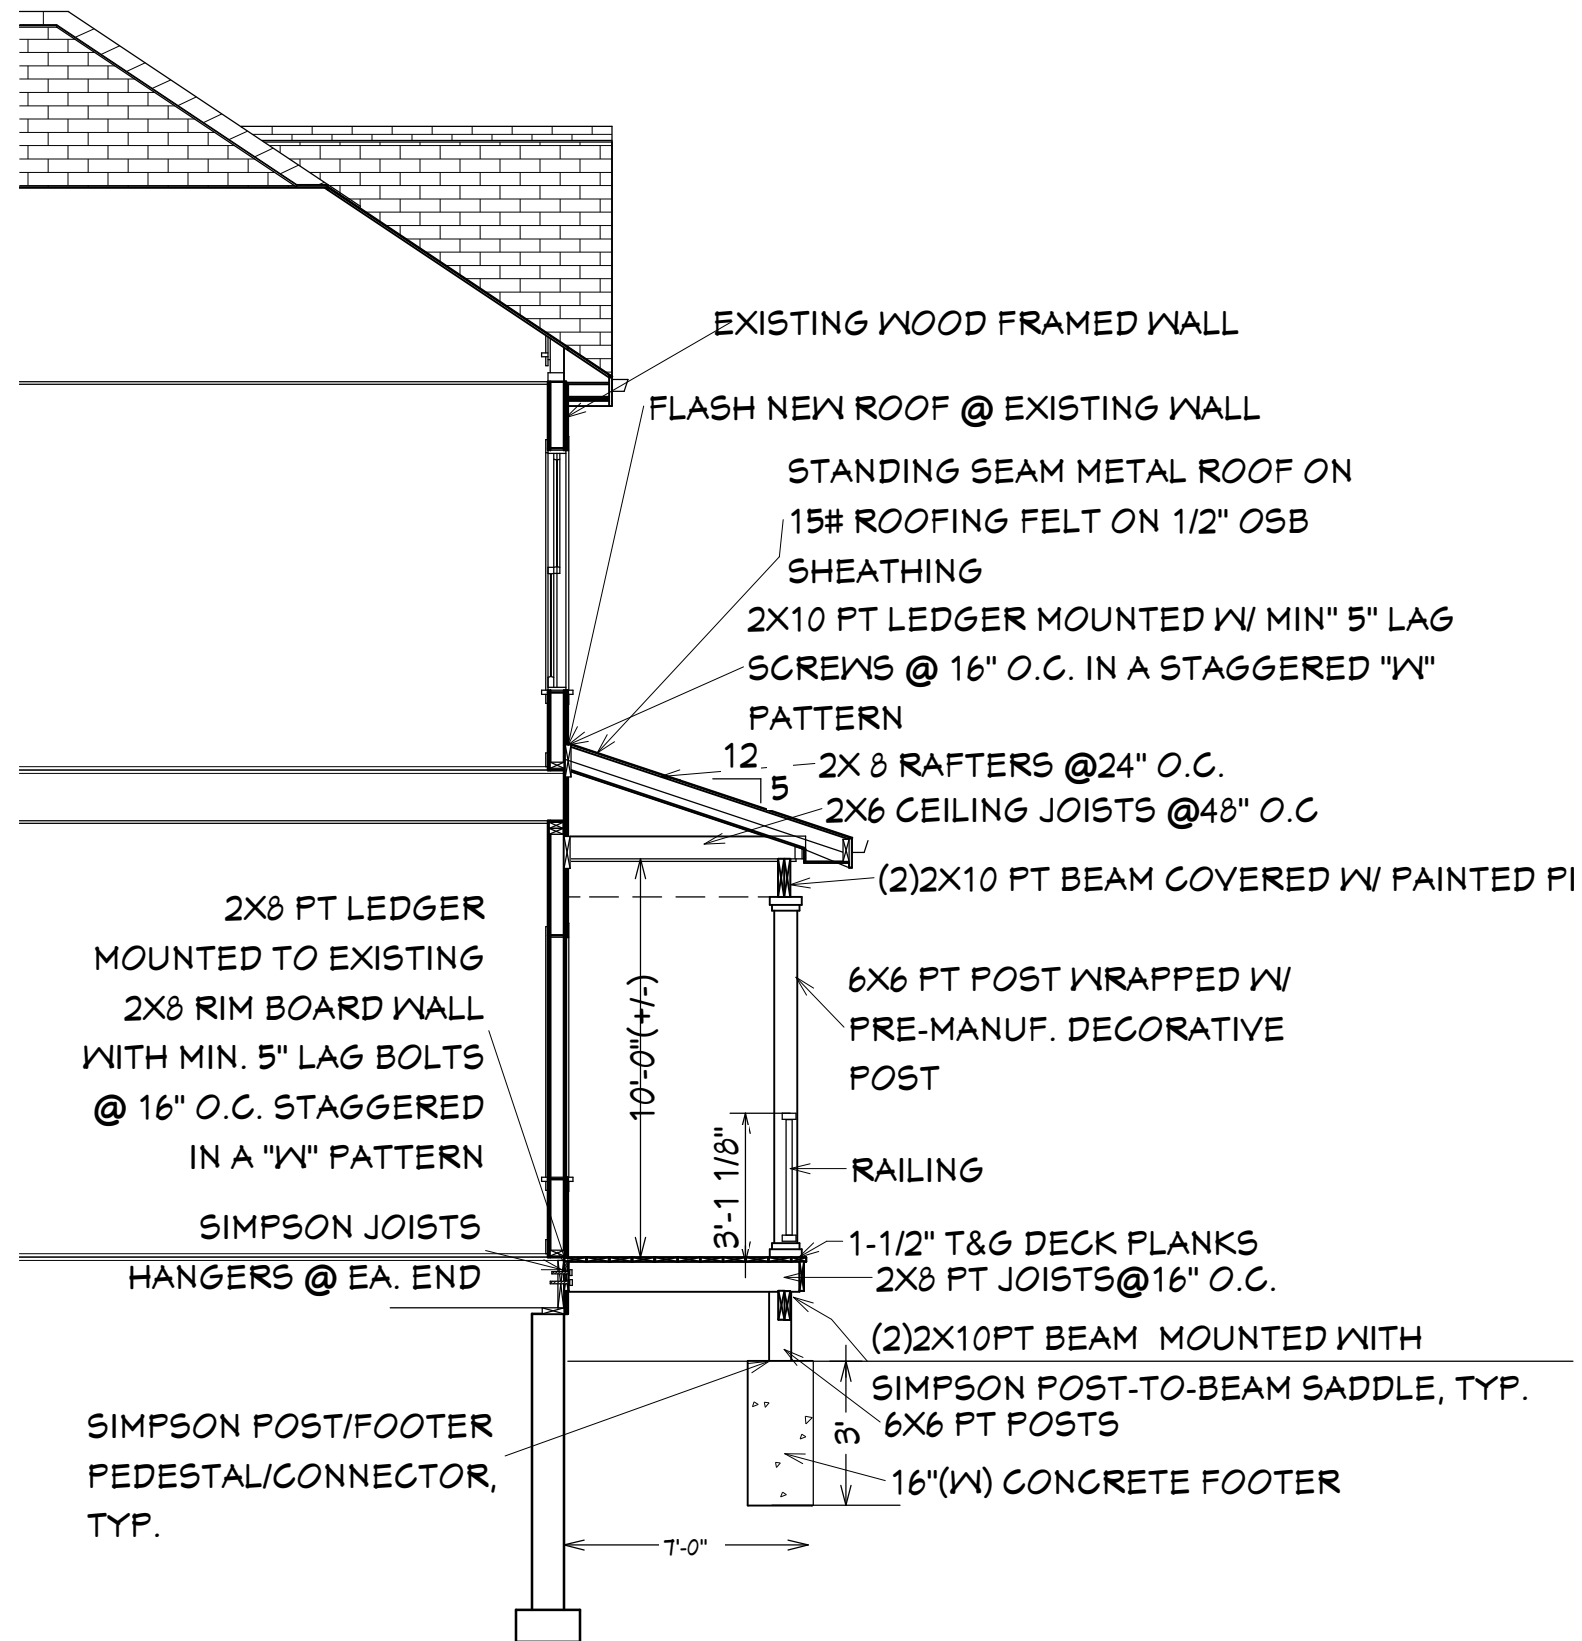 EXISTING WOOD FRAMED WALL
FLASH NEW ROOF @ EXISTING WALL
STANDING SEAM METAL ROOF ON
15# ROOFING FELT ON 1/2" OSB
SHEATHING
2X10 PT LEDGER MOUNTED W/ MIN" 5" LAG
SCREWS @ 16" O.C. IN A STAGGERED "W"
PATTERN
12
5
2X 8 RAFTERS @24" O.C.
2X6 CEILING JOISTS @48" O.C
(2)2X10 PT BEAM COVERED W/ PAINTED PI
2X8 PT LEDGER
MOUNTED TO EXISTING
2X8 RIM BOARD WALL
WITH MIN. 5" LAG BOLTS
@ 16" O.C. STAGGERED
IN A "W" PATTERN
10'-0"(+/-)
6X6 PT POST WRAPPED W/
PRE-MANUF. DECORATIVE
POST
3'-1 1/8"
RAILING
SIMPSON JOISTS
HANGERS @ EA. END
1-1/2" T&G DECK PLANKS
2X8 PT JOISTS@16" O.C.
(2)2X10PT BEAM MOUNTED WITH
SIMPSON POST-TO-BEAM SADDLE, TYP.
6X6 PT POSTS
3'
16"(W) CONCRETE FOOTER
SIMPSON POST/FOOTER
PEDESTAL/CONNECTOR,
TYP.
7'-0"